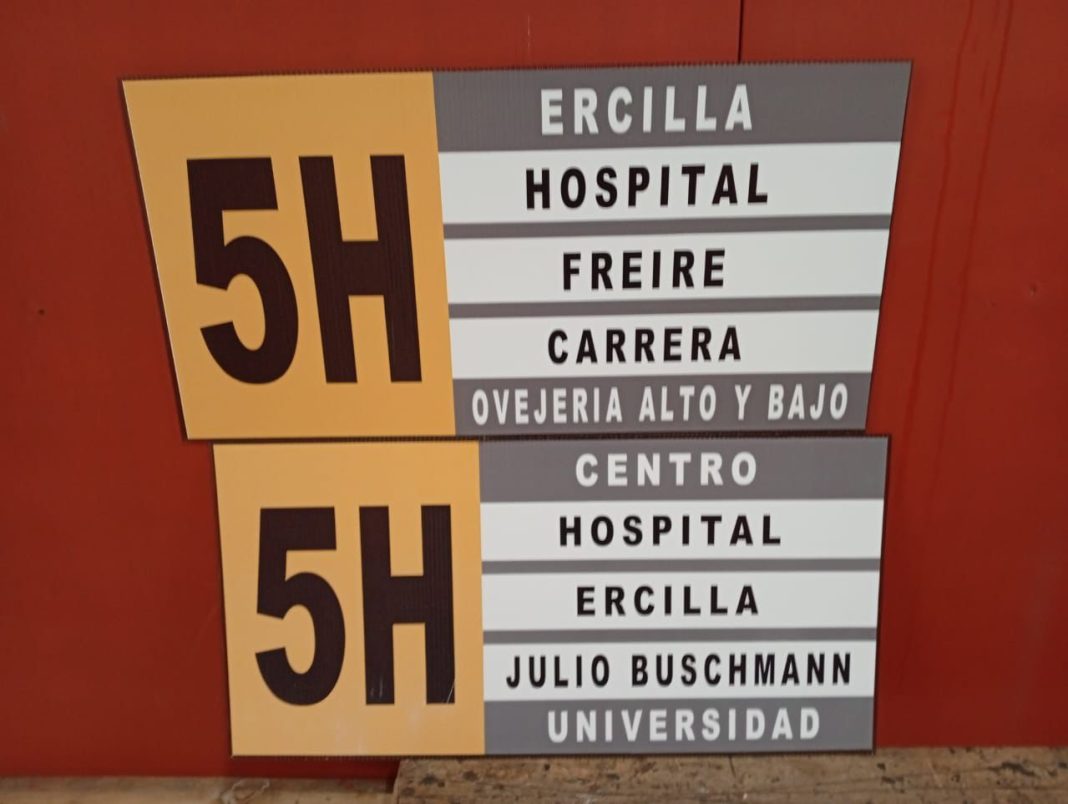 5H
ERCILLA
HOSPITAL
FREIRE
CARRERA
OVEJERIA ALTO Y BAJO
5H
CENTRO
HOSPITAL
ERCILLA
JULIO BUSCHMANN
UNIVERSIDAD